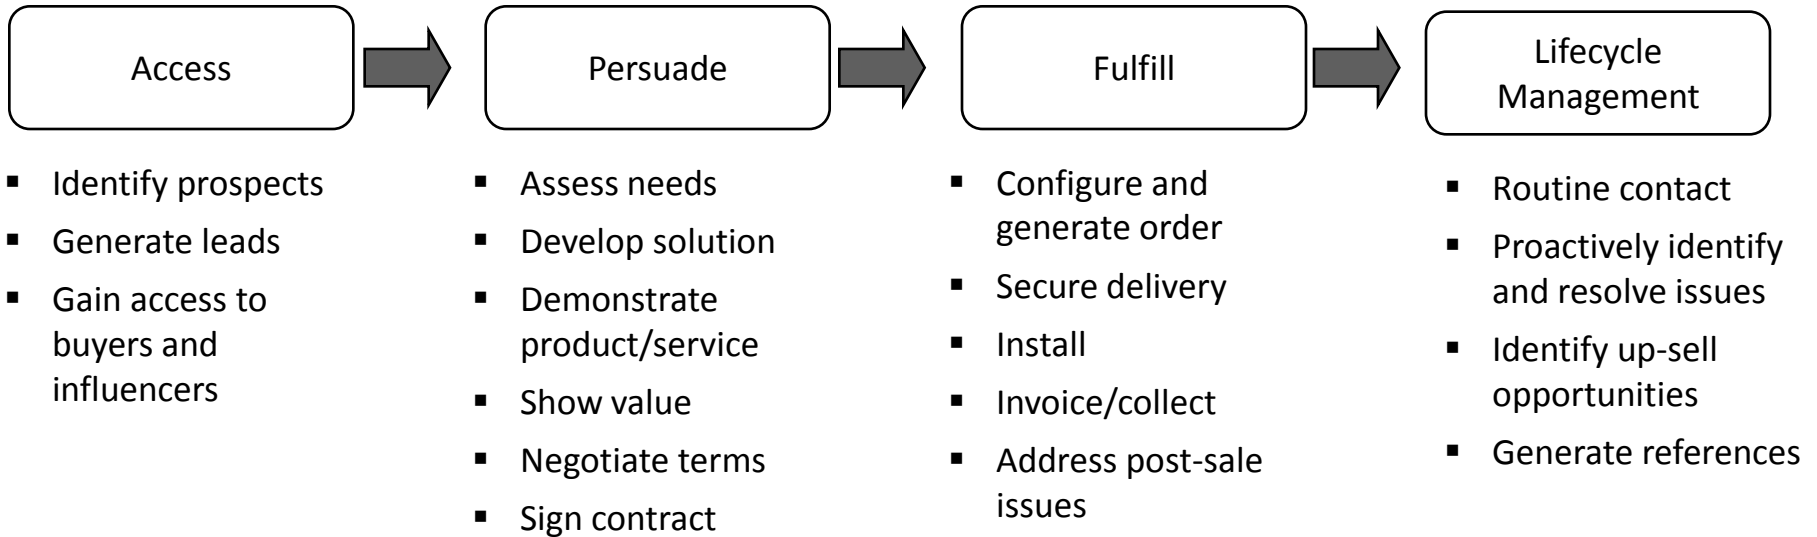 Access
Persuade
Fulfill
Lifecycle
Management
▪ Identify prospects
▪ Generate leads
▪ Gain access to
buyers and
influencers
▪ Assess needs
▪ Develop solution
▪ Demonstrate
product/service
▪ Show value
▪ Negotiate terms
▪ Sign contract
▪ Configure and
generate order
▪ Secure delivery
▪ Install
▪ Invoice/collect
▪ Address post-sale
issues
▪ Routine contact
▪ Proactively identify
and resolve issues
▪ Identify up-sell
opportunities
▪ Generate references